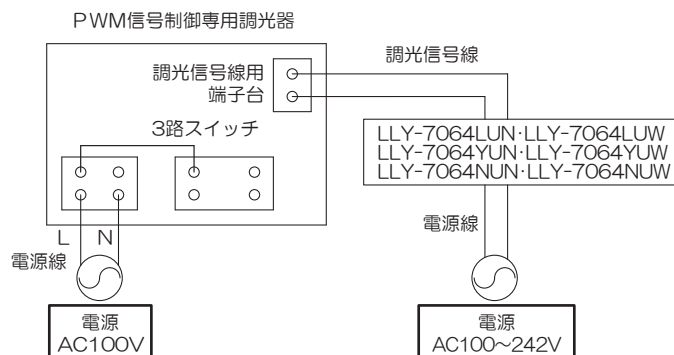 PWM信号制御専用調光器
調光信号線用
端子台
調光信号線
3路スイッチ
LLY-7064LUN·LLY-7064LUW
LLY-7064YUN·LLY-7064YUW
LLY-7064NUN·LLY-7064NUW
L N
電源線
電源線
電源
AC100V
電源
AC100～242V